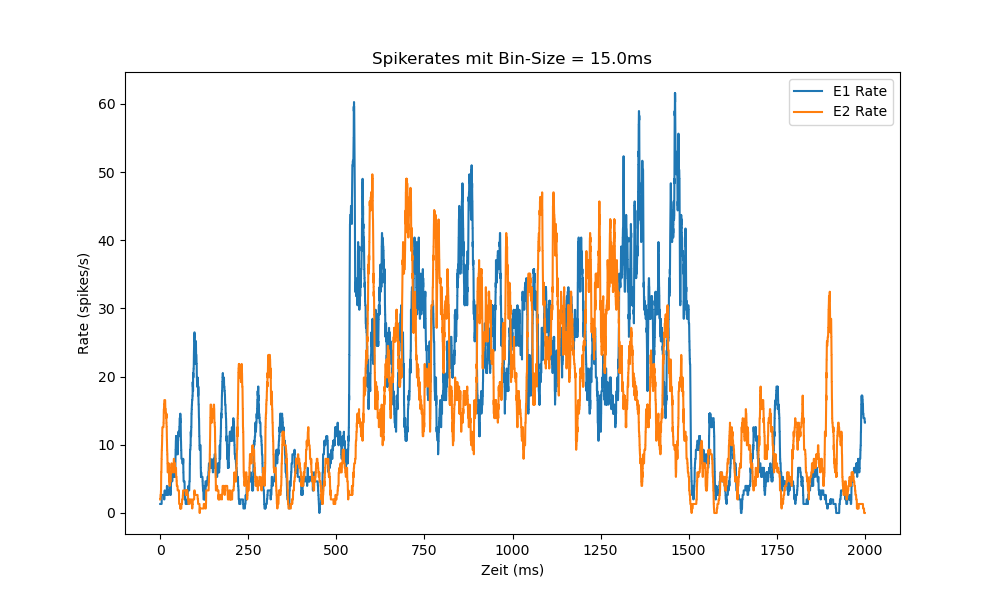 Spikerates mit Bin-Size = 15.0ms
E1 Rate
E2 Rate
Rate (spikes/s)
60
50
40
30
20
10
0
0 250 500 750 1000 1250 1500 1750 2000
Zeit (ms)